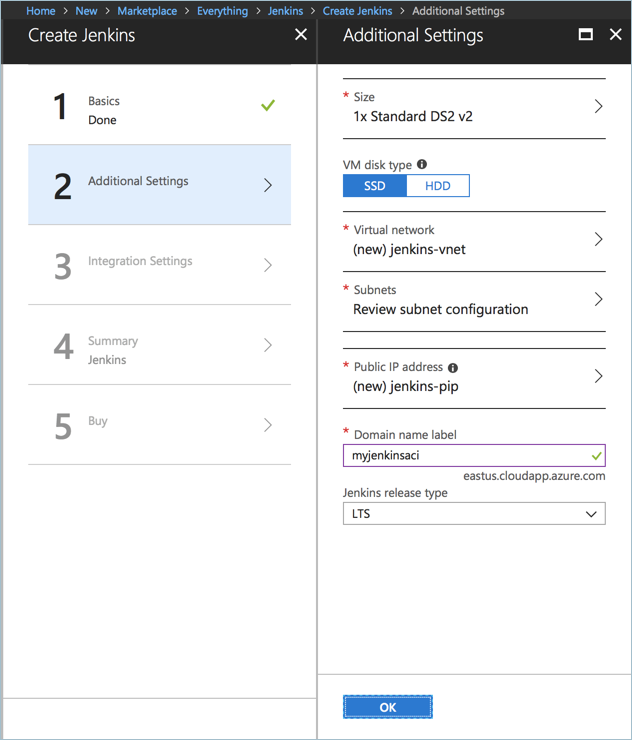 Home > New > Marketplace > Everything > Jenkins > Create Jenkins > Additional Settings
Create Jenkins
1
Basics
Done
2
Additional Settings
3
Integration Settings
4
Summary
Jenkins
5
Buy
Additional Settings
* Size
1x Standard DS2 v2
VM disk type
SSD HDD
* Virtual network
(new) jenkins-vnet
* Subnets
Review subnet configuration
* Public IP address
(new) jenkins-pip
* Domain name label
myjenkinsaci
eastus.cloudapp.azure.com
Jenkins release type
LTS
OK